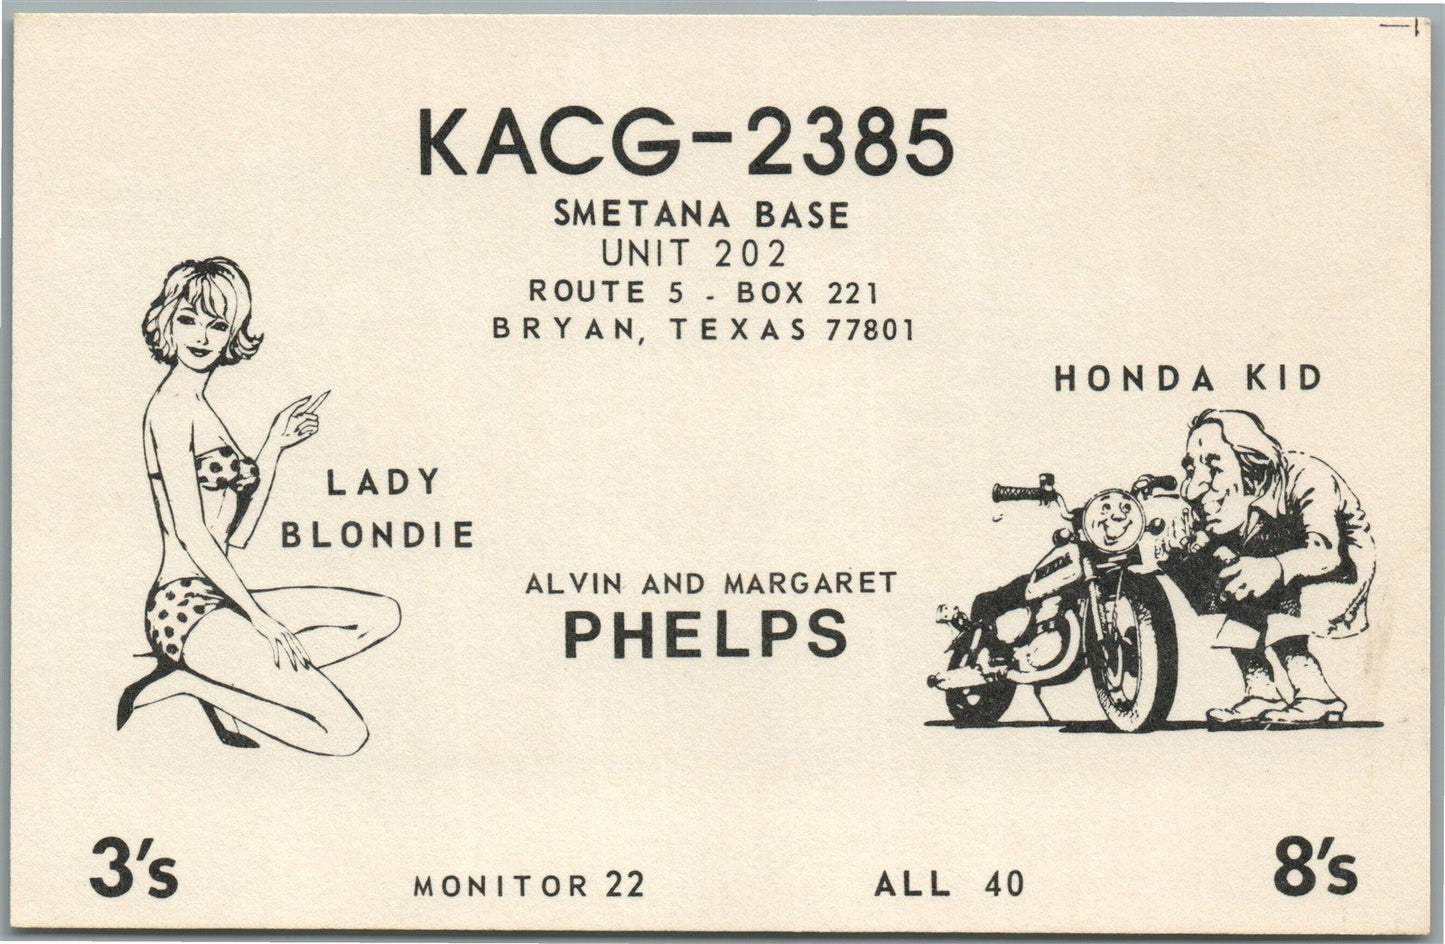 KACG-2385
SMETANA BASE
UNIT 202
ROUTE 5 - BOX 221
BRYAN, TEXAS 77801
HONDA KID
LADY
BLONDIE
HONDA
ALVIN AND MARGARET
PHELPS
3's
MONITOR 22
ALL 40
8's